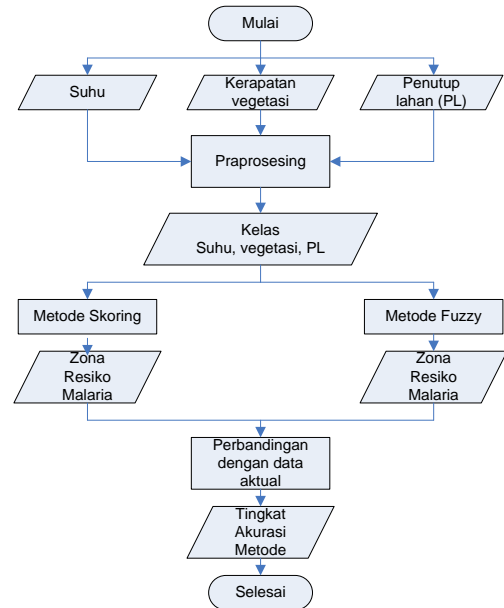 Mulai
Suhu
Kerapatan
vegetasi
Penutup
lahan (PL)
Praprosesing
Kelas
Suhu, vegetasi, PL
Metode Skoring
Metode Fuzzy
Zona
Resiko
Malaria
Zona
Resiko
Malaria
Perbandingan
dengan data
aktual
Tingkat
Akurasi
Metode
Selesai